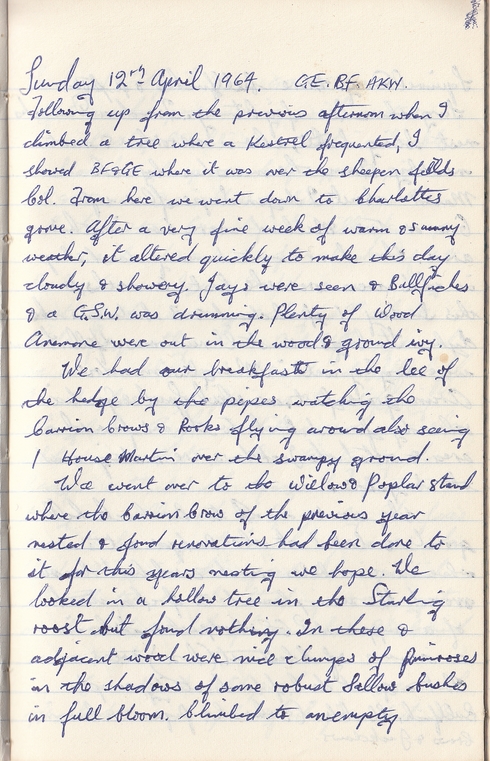 Sunday 12th April 1964. GE. BF. AKW.
Following up from the previous afternoon when I
climbed a tree where a Kestrel frequented, I
showed BF&GE where it was over the sheepen fields
Col. From here we went down to Charlottes
grove. After a very fine week of warm & sunny
weather, it altered quickly to make this day
cloudy & showery. Jays were seen & Bullfinches
& a G.S.W. was drumming. Plenty of Wood
Anemone were out in the wood & ground ivy.
We had our breakfasts in the lee of
the hedge by the pipes watching the
Carrion Crows & Rooks flying around also seeing
1 House Martin over the swampy ground.
We went over to the Willow & Poplar stand
where the Carrion Crow of the previous year
nested & fond renovations had been done to
it for this years nesting we hope. We
looked in a hollow tree in the Starling
roost but fond nothing. In these &
adjacent wood were nice clumps of primroses
in the shadows of some robust Sallow bushes
in full bloom. Climbed to an empty